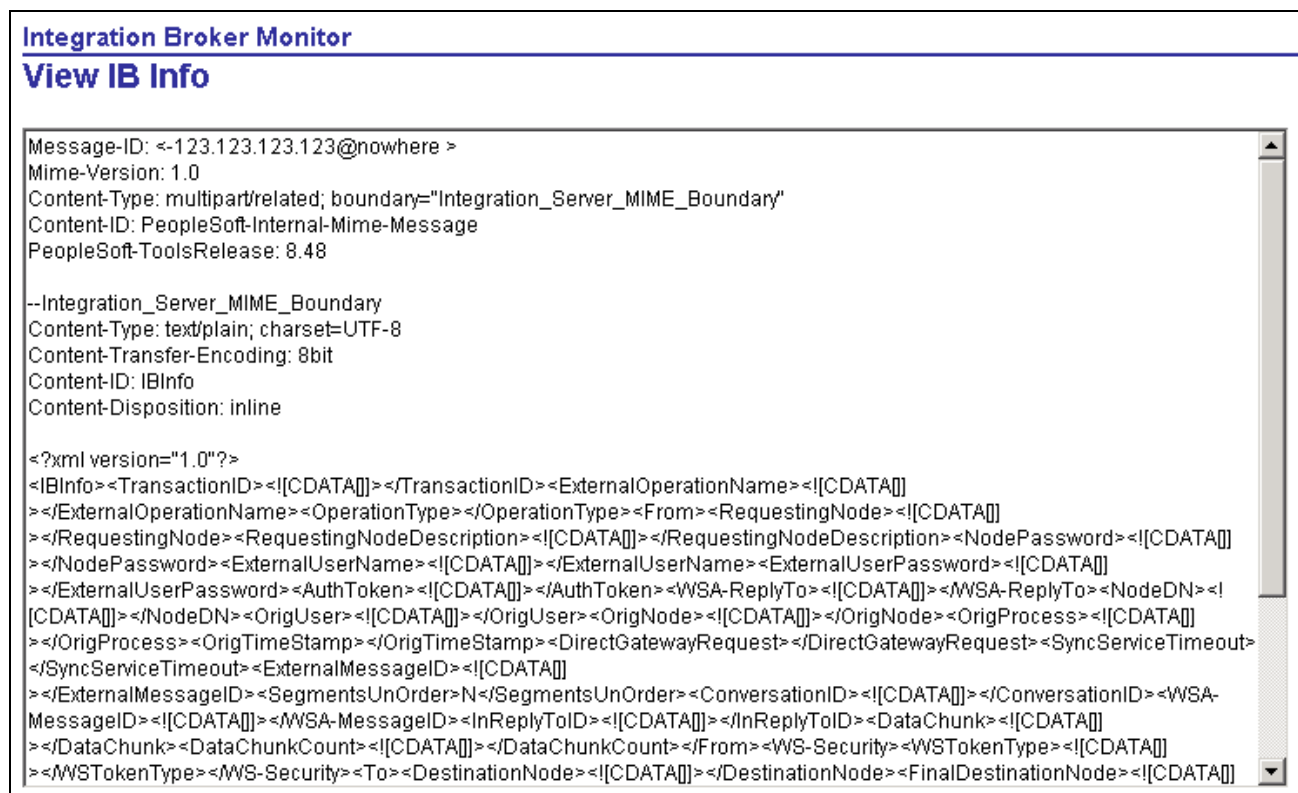 Integration Broker Monitor
View IB Info
Message-ID: <-123.123.123.123@nowhere >
Mime-Version: 1.0
Content-Type: multipart/related; boundary="Integration_Server_MIME_Boundary"
Content-ID: PeopleSoft-Internal-Mime-Message
PeopleSoft-ToolsRelease: 8.48
--Integration_Server_MIME_Boundary
Content-Type: text/plain; charset=UTF-8
Content-Transfer-Encoding: 8bit
Content-ID: IBInfo
Content-Disposition: inline
<?xml version="1.0"?>
<IBInfo><TransactionID><![CDATA[]]></TransactionID><ExternalOperationName><![CDATA[]]
></ExternalOperationName><OperationType></OperationType><From><RequestingNode><![CDATA[]]
></RequestingNode><RequestingNodeDescription><![CDATA[]]></RequestingNodeDescription><NodePassword><![CDATA[]]
></NodePassword><ExternalUserName><![CDATA[]]></ExternalUserName><ExternalUserPassword><![CDATA[]]
></ExternalUserPassword><AuthToken><![CDATA[]]></AuthToken><WSA-ReplyTo><![CDATA[]]></WSA-ReplyTo><NodeDN><!
[CDATA[]]></NodeDN><OrigUser><![CDATA[]]></OrigUser><OrigNode><![CDATA[]]></OrigNode><OrigProcess><![CDATA[]]
></OrigProcess><OrigTimeStamp></OrigTimeStamp><DirectGatewayRequest></DirectGatewayRequest><SyncServiceTimeout>
</SyncServiceTimeout><ExternalMessageID><![CDATA[]]
></ExternalMessageID><SegmentsUnOrder>N</SegmentsUnOrder><ConversationID><![CDATA[]]></ConversationID><WSA-
MessageID><![CDATA[]]></WSA-MessageID><InReplyToID><![CDATA[]]></InReplyToID><DataChunk><![CDATA[]]
></DataChunk><DataChunkCount><![CDATA[]]></DataChunkCount></From><WS-Security><WSTokenType><![CDATA[]]
></WSTokenType></WS-Security><To><DestinationNode><![CDATA[]]></DestinationNode><FinalDestinationNode><![CDATA[]]